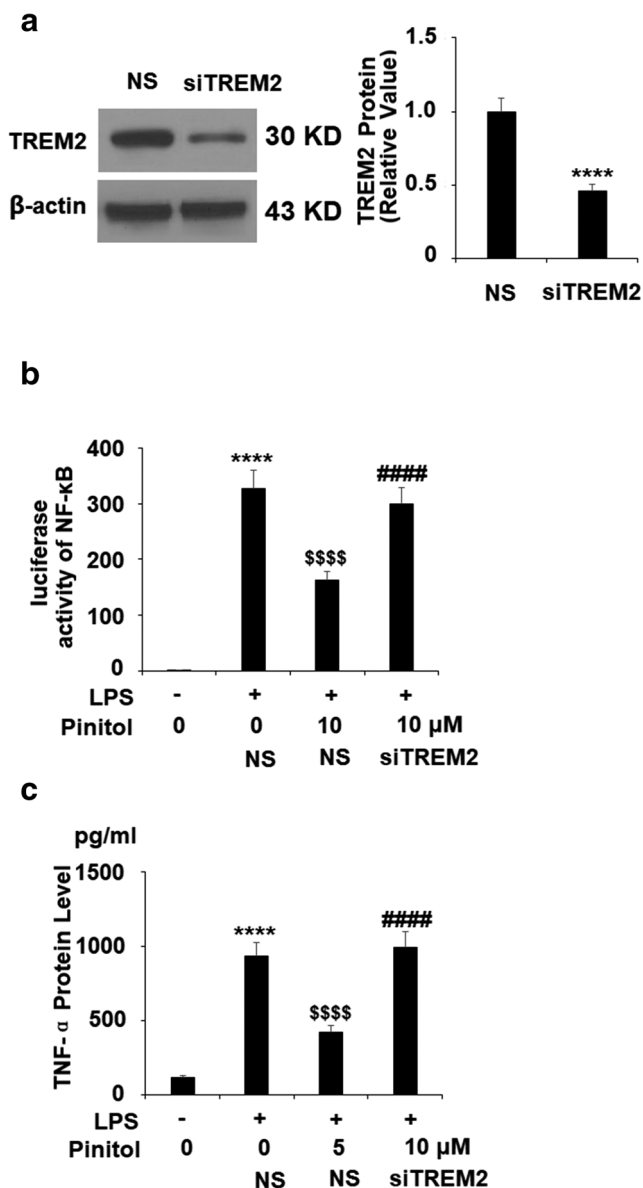 a
NS siTREM2
TREM2 30 KD
β-actin 43 KD
TREM2 Protein
(Relative Value)
1.5
1.0
0.5
0
****
NS siTREM2
b
luciferase
activity of NF-κB
400
300
200
100
0
**** $$$$ ####
LPS - + + +
Pinitol 0 0 10 10 μM
NS NS siTREM2
c
pg/ml
TNF-α Protein Level
1500
1000
500
0
**** $$$$ ####
LPS - + + +
Pinitol 0 0 5 10 μM
NS NS siTREM2